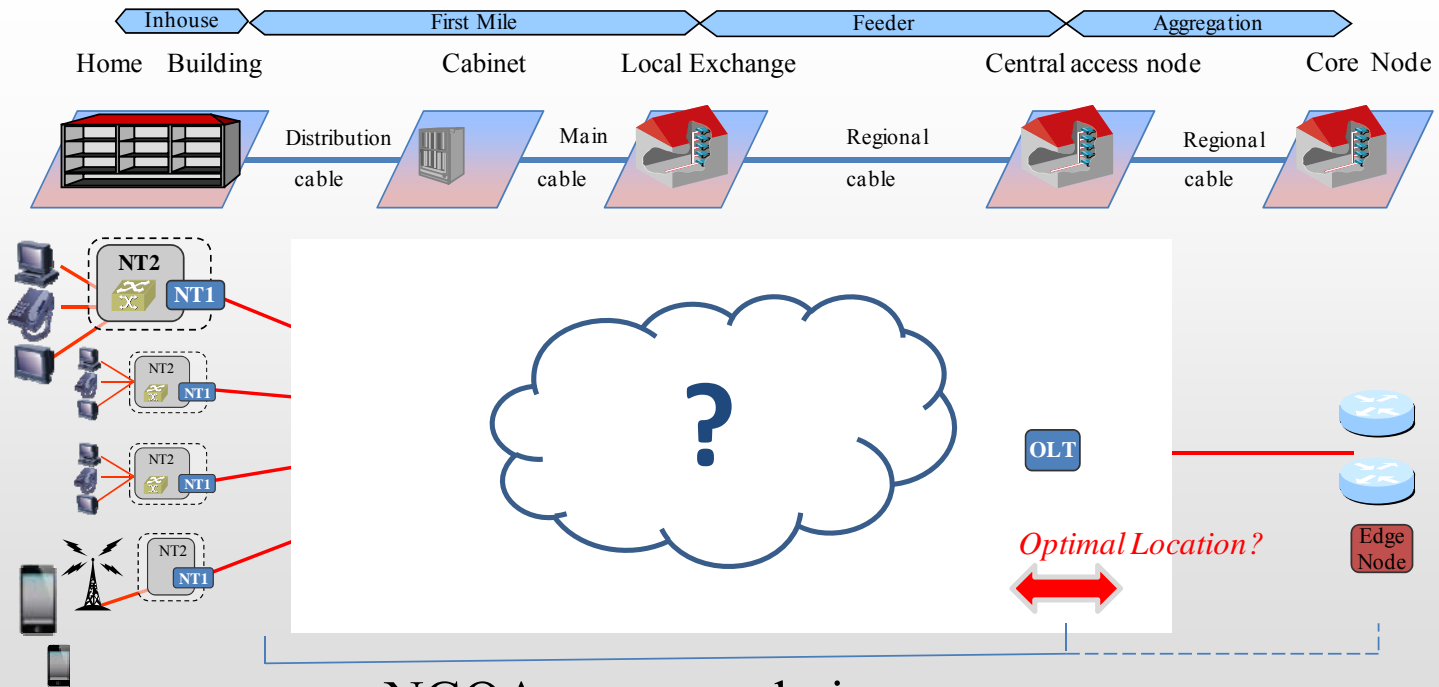 Inhouse
First Mile
Feeder
Aggregation
Home Building
Cabinet
Local Exchange
Central access node
Core Node
Distribution
cable
Main
cable
Regional
cable
Regional
cable
NT2
NT1
NT2
NT1
NT2
NT1
NT2
NT1
?
OLT
Optimal Location?
Edge
Node